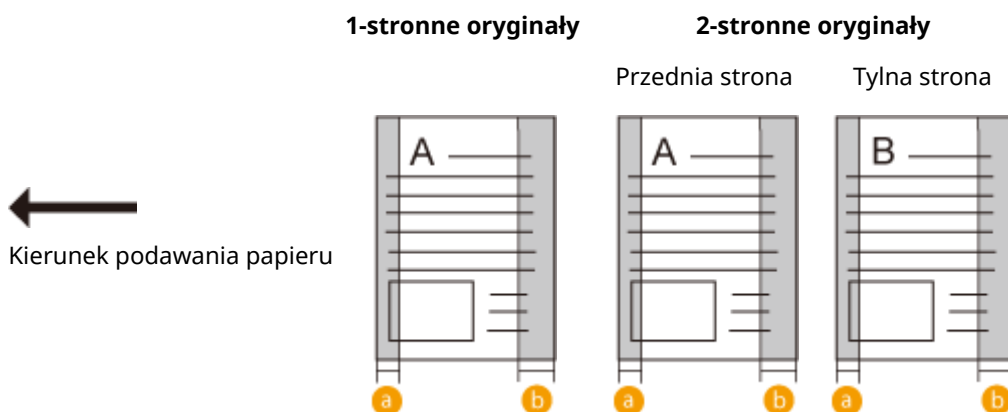 1-stronne oryginały
2-stronne oryginały
Przednia strona
Tylna strona
A
A
B
Kierunek podawania papieru
a
b
a
b
a
b